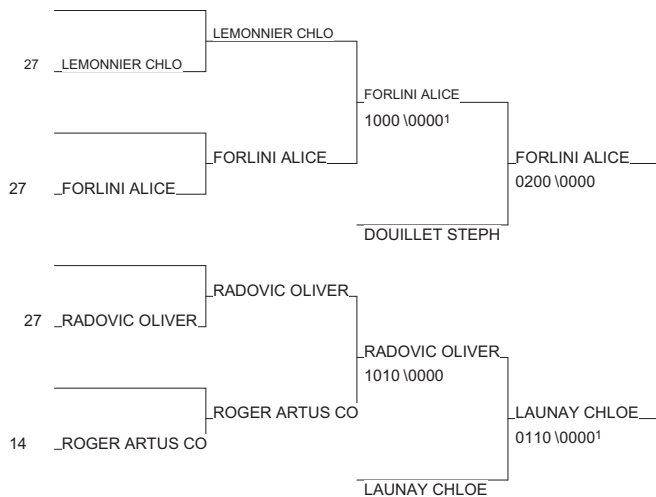 LEMONNIER CHLO
27 LEMONNIER CHLO
FORLINI ALICE
1000 \0000¹
FORLINI ALICE
FORLINI ALICE
0200 \0000
27 FORLINI ALICE
DOUILLET STEPH
RADOVIC OLIVER
27 RADOVIC OLIVER
RADOVIC OLIVER
1010 \0000
ROGER ARTUS CO
LAUNAY CHLOE
0110 \0000¹
14 ROGER ARTUS CO
LAUNAY CHLOE